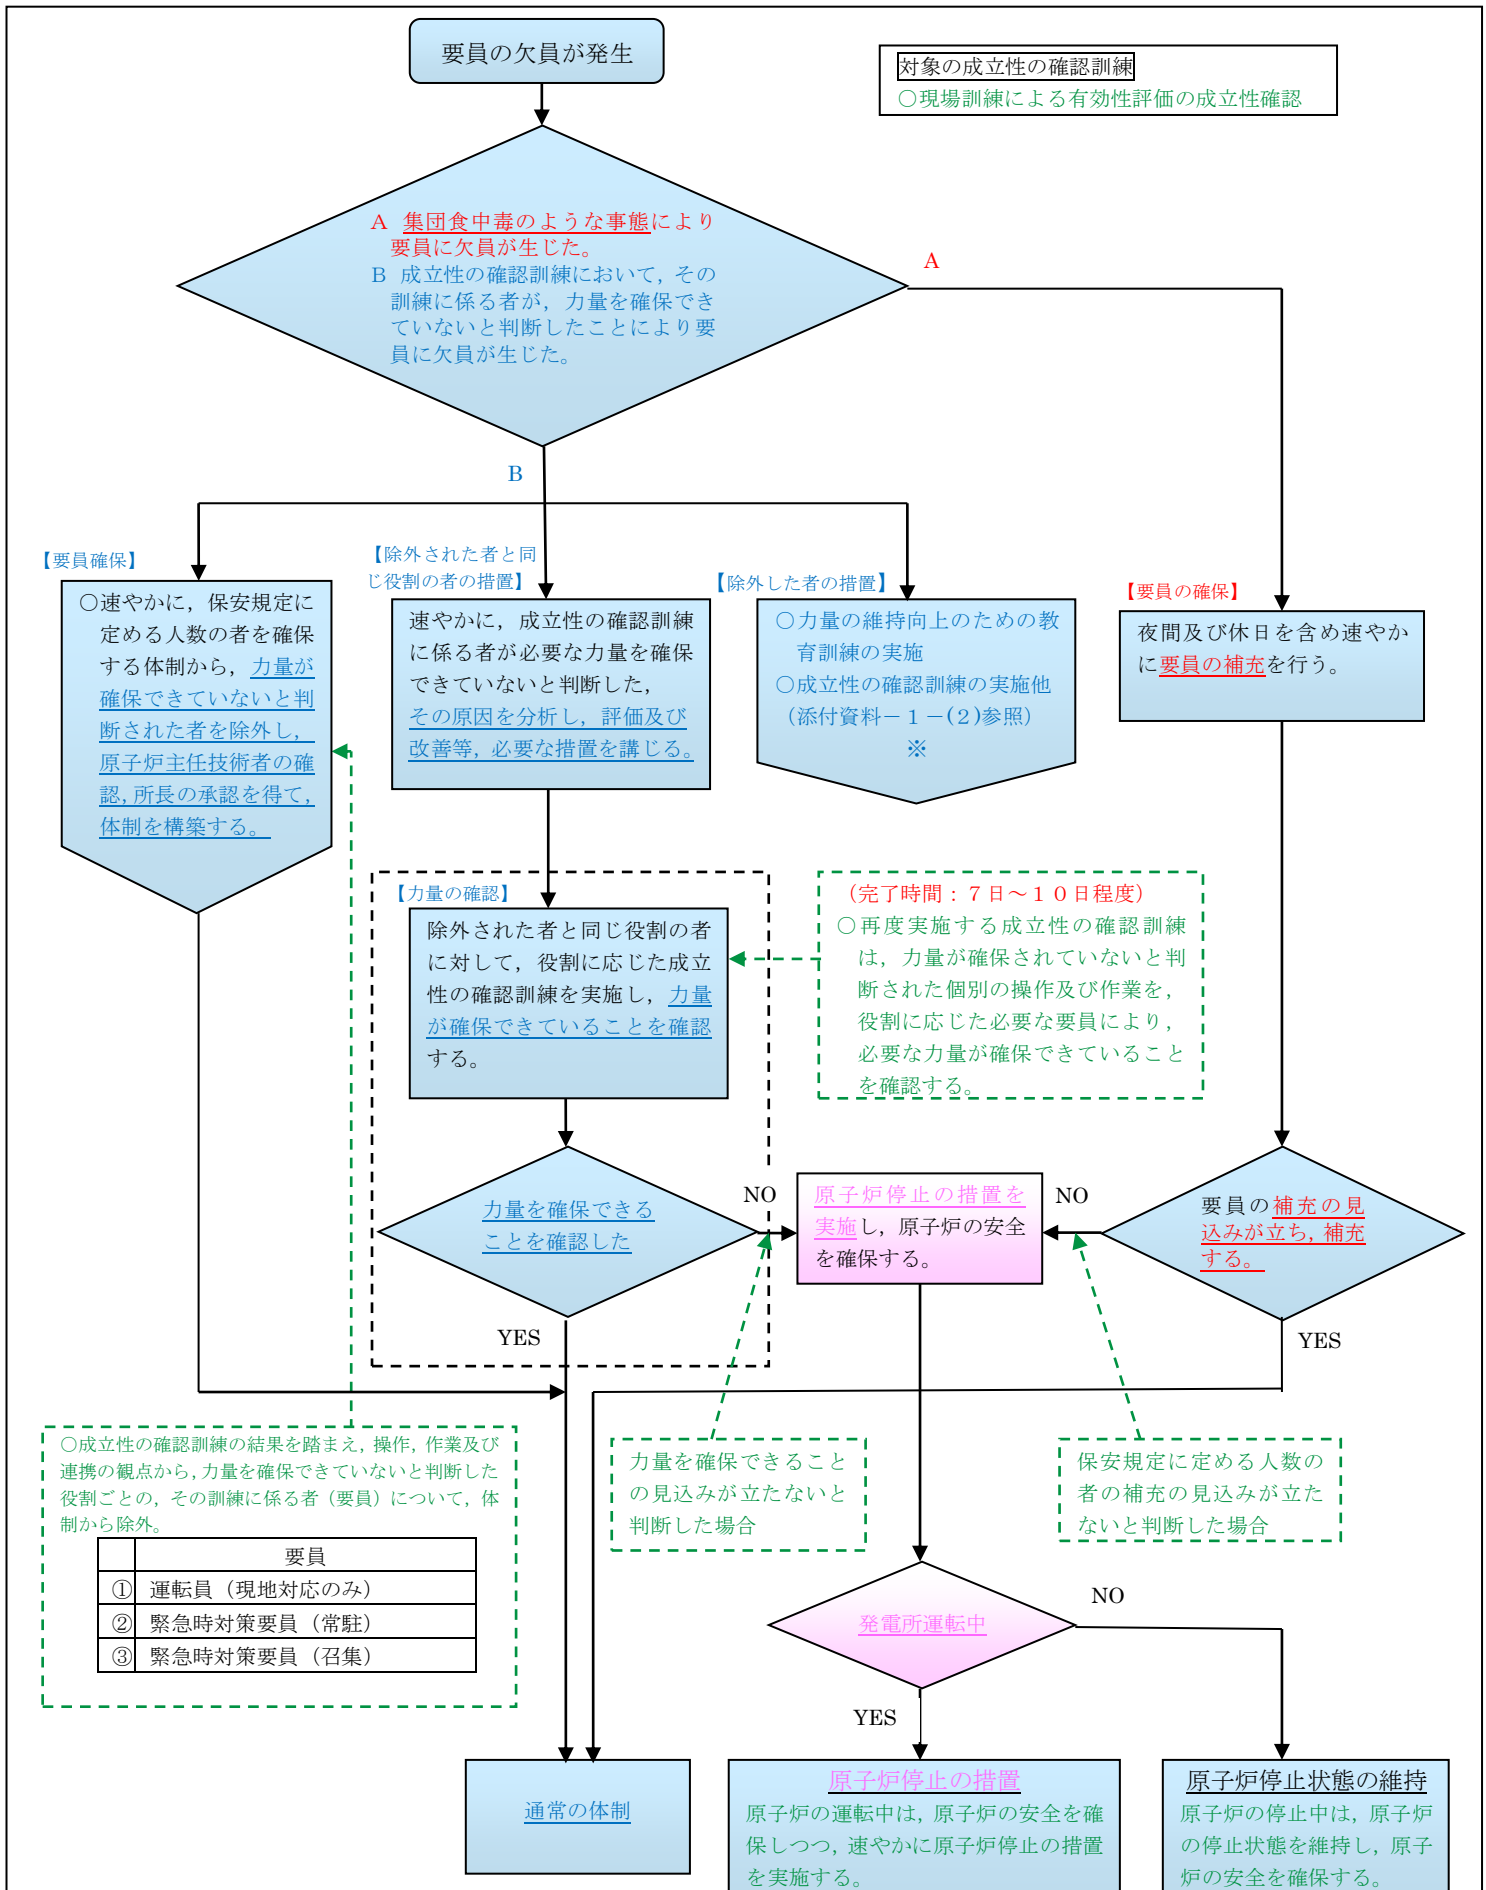 要員の欠員が発生
対象の成立性の確認訓練
○現場訓練による有効性評価の成立性確認
A 集団食中毒のような事態により
要員に欠員が生じた。
B 成立性の確認訓練において，その
訓練に係る者が，力量を確保でき
ていないと判断したことにより要
員に欠員が生じた。
A
B
【要員確保】
○速やかに，保安規定に
定める人数の者を確保
する体制から，力量が
確保できていないと判
断された者を除外し，
原子炉主任技術者の確
認，所長の承認を得て，
体制を構築する。
【除外された者と同
じ役割の者の措置】
速やかに，成立性の確認訓練
に係る者が必要な力量を確保
できていないと判断した，
その原因を分析し，評価及び
改善等，必要な措置を講じる。
【除外した者の措置】
○力量の維持向上のための教
育訓練の実施
○成立性の確認訓練の実施他
（添付資料－１－(２)参照）
※
【要員の確保】
夜間及び休日を含め速やか
に要員の補充を行う。
【力量の確認】
除外された者と同じ役割の者
に対して，役割に応じた成立
性の確認訓練を実施し，力量
が確保できていることを確認
する。
（完了時間：７日～１０日程度）
○再度実施する成立性の確認訓練
は，力量が確保されていないと判
断された個別の操作及び作業を，
役割に応じた必要な要員により，
必要な力量が確保できていること
を確認する。
力量を確保できる
ことを確認した
NO
YES
原子炉停止の措置を
実施し，原子炉の安全
を確保する。
NO
要員の補充の見
込みが立ち，補充
する。
YES
○成立性の確認訓練の結果を踏まえ，操作，作業及び
連携の観点から，力量を確保できていないと判断した
役割ごとの，その訓練に係る者（要員）について，体
制から除外。
要員
① 運転員（現地対応のみ）
② 緊急時対策要員（常駐）
③ 緊急時対策要員（召集）
力量を確保できること
の見込みが立たないと
判断した場合
保安規定に定める人数の
者の補充の見込みが立た
ないと判断した場合
発電所運転中
NO
YES
通常の体制
原子炉停止の措置
原子炉の運転中は，原子炉の安全を確
保しつつ，速やかに原子炉停止の措置
を実施する。
原子炉停止状態の維持
原子炉の停止中は，原子炉
の停止状態を維持し，原子
炉の安全を確保する。